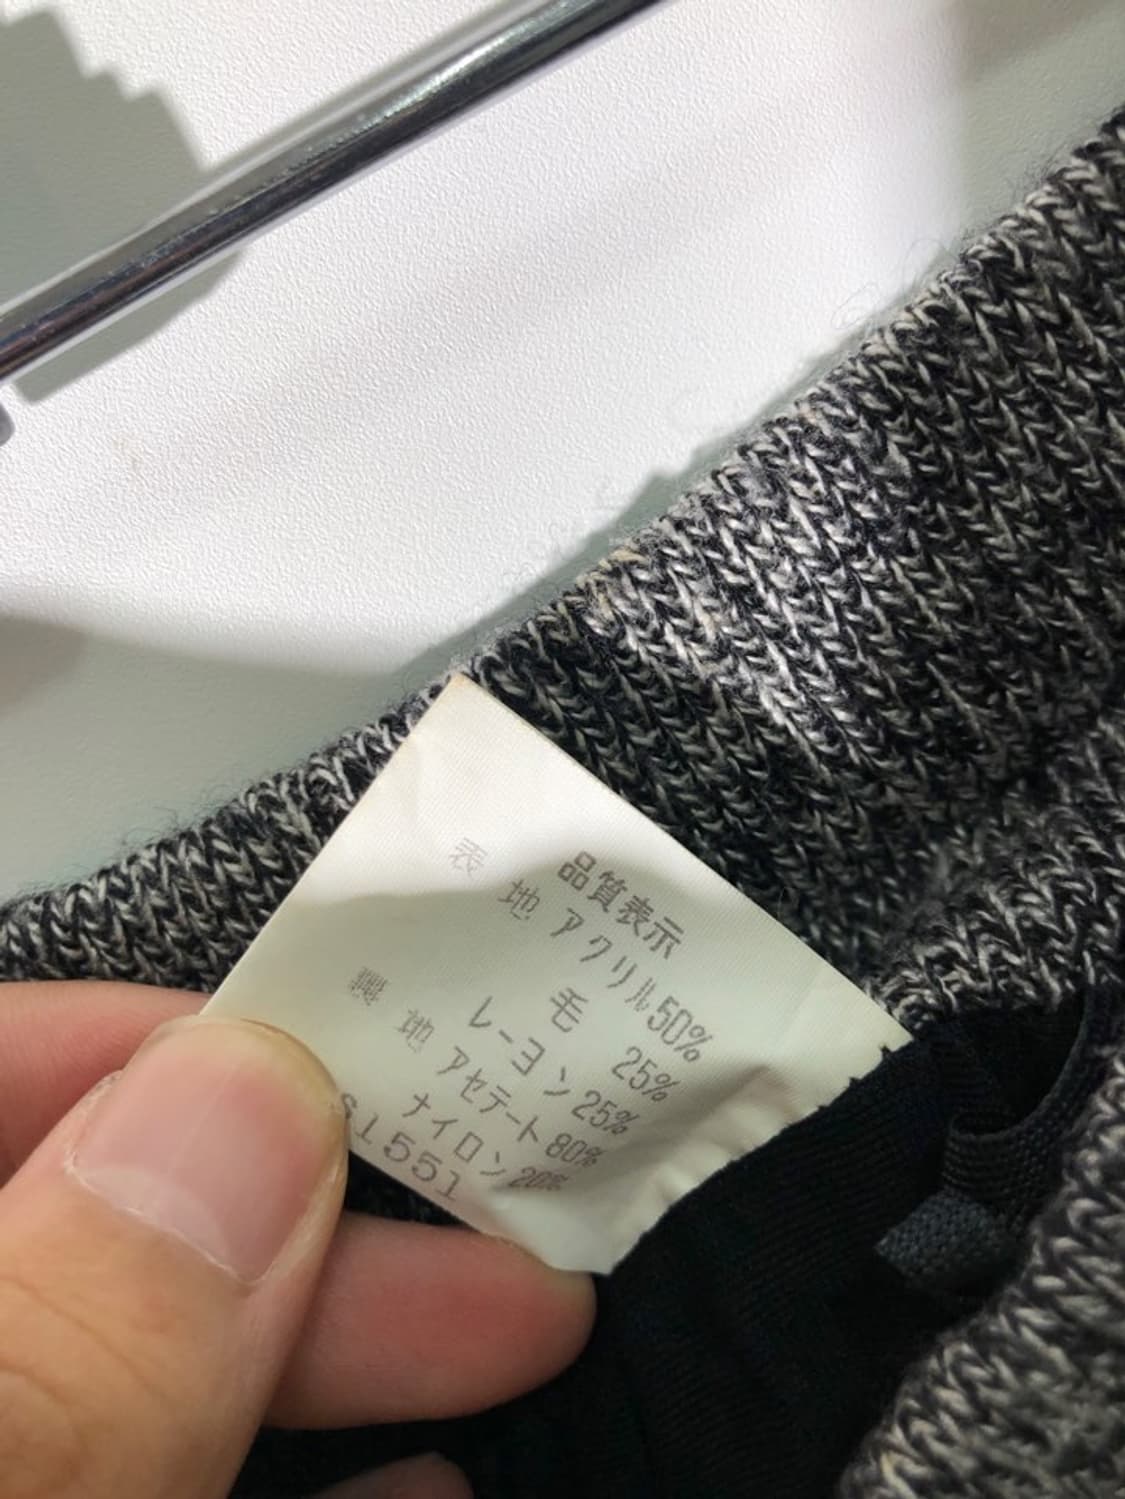 品質表示
表地 アクリル50%
毛 25%
レーヨン25%
裏地 アセテート80%
ナイロン20%
S1551